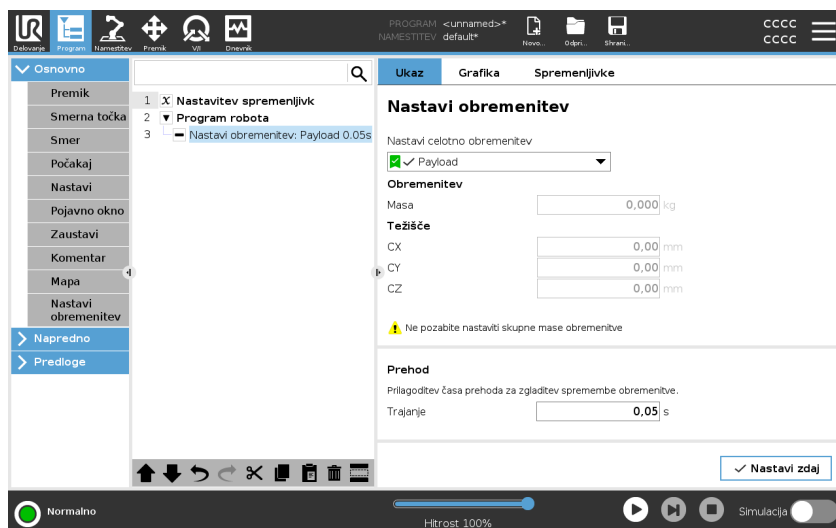 PROGRAM <unnamed>*
NAMESTITEV default*
CCCC
CCCC
Delovanje
Program
Namestitev
Premik
V/I
Dnevnik
Novo...
Odpri...
Shrani...
Osnovno
Premik
Smerna točka
Smer
Počakaj
Nastavi
Pojavno okno
Zaustavi
Komentar
Mapa
Nastavi
obremenitev
Napredno
Predloge
1 X Nastavitev spremenljivk
2 Program robota
3 Nastavi obremenitev: Payload 0.05s
Ukaz Grafika Spremenljivke
Nastavi obremenitev
Nastavi celotno obremenitev
Payload
Obremenitev
Masa 0,000 kg
Težišče
CX 0,00 mm
CY 0,00 mm
CZ 0,00 mm
Ne pozabite nastaviti skupne mase obremenitve
Prehod
Prilagoditev časa prehoda za zgladitev spremembe obremenitve.
Trajanje 0,05 s
Nastavi zdaj
Normalno
Hitrost 100%
Simulacija